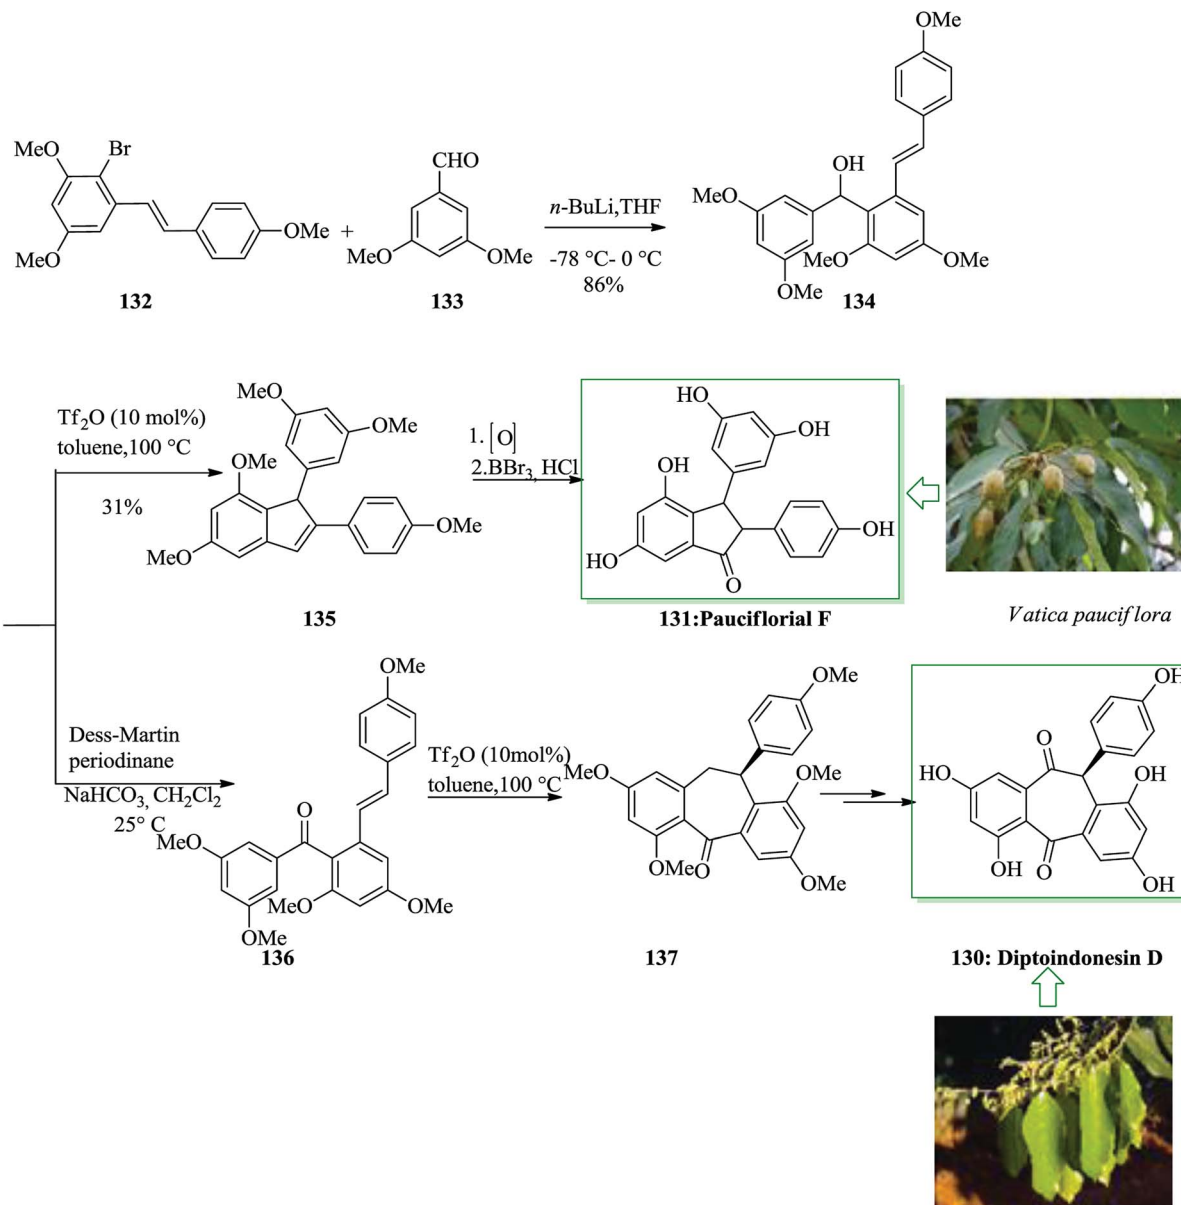 OMe
MeO
Br
OMe
MeO
132
+
CHO
MeO
OMe
133
n-BuLi,THF
-78 °C- 0 °C
86%
OH
MeO
OMe
MeO
OMe
134
Tf2O (10 mol%)
toluene,100 °C
31%
MeO
OMe
OMe
OMe
MeO
135
1. [O]
2.BBr3, HCl
HO
OH
OH
OH
HO
O
131:Pauciflorial F
Vatica pauciflora
Dess-Martin
periodinane
NaHCO3, CH2Cl2
25° C
OMe
O
MeO
MeO
OMe
OMe
136
Tf2O (10mol%)
toluene,100 °C
OMe
MeO
OMe
OMe
O
OMe
137
OH
O
HO
OH
OH
O
OH
130: Diptoindonesin D